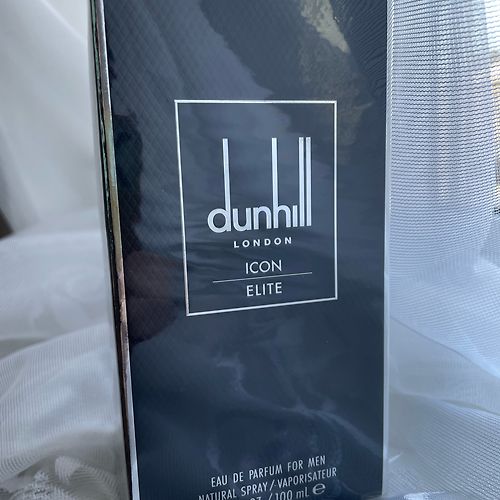 dunhill
LONDON
ICON
ELITE
EAU DE PARFUM FOR MEN
NATURAL SPRAY/VAPORISATEUR
/100 mL ℮